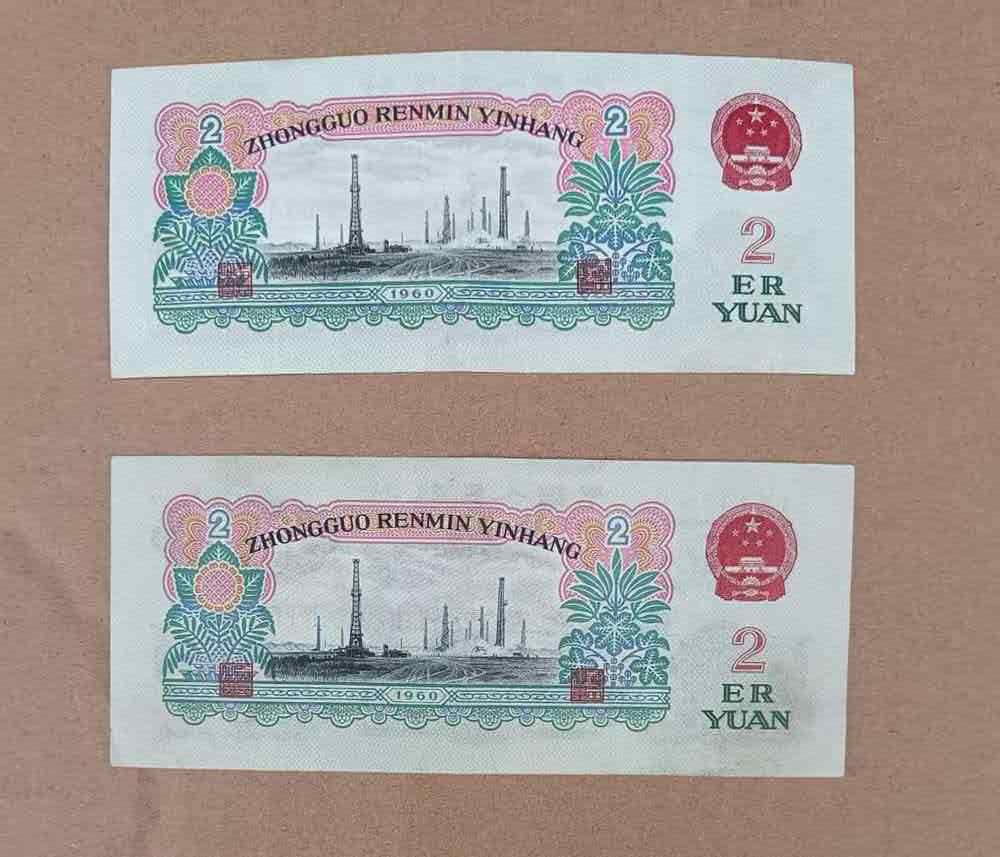 2 ZHONGGUO RENMIN YINHANG 2
1960
2
ER
YUAN
2 ZHONGGUO RENMIN YINHANG 2
1960
2
ER
YUAN